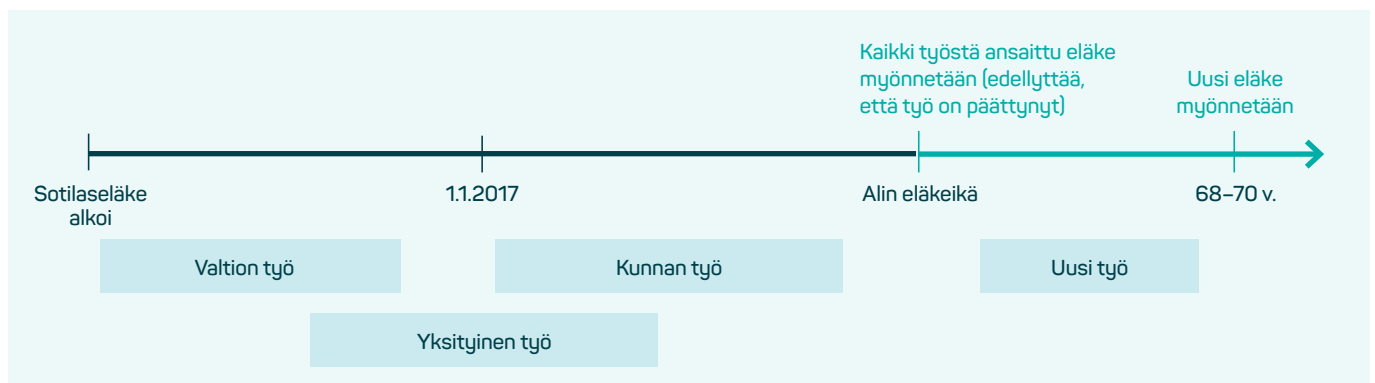 Kaikki työstä ansaittu eläke
myönnetään (edellyttää,
että työ on päättynyt)
Uusi eläke
myönnetään
Sotilaseläke
alkoi
1.1.2017
Alin eläkeikä
68–70 v.
Valtion työ
Kunnan työ
Uusi työ
Yksityinen työ